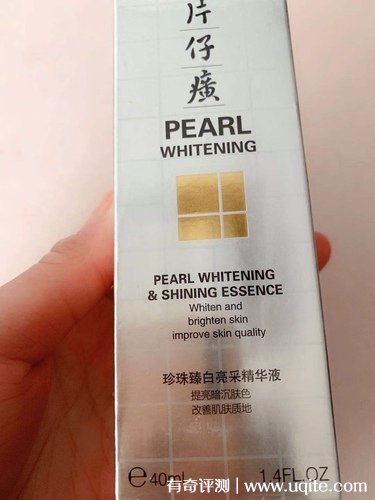 片仔癀
PEARL
WHITENING
PEARL WHITENING
& SHINING ESSENCE
Whiten and
brighten skin
improve skin quality
珍珠臻白亮采精华液
提亮暗沉肤色
改善肌肤质地
℮40ml 1.4FL.OZ
有奇评测 | www.uqite.com